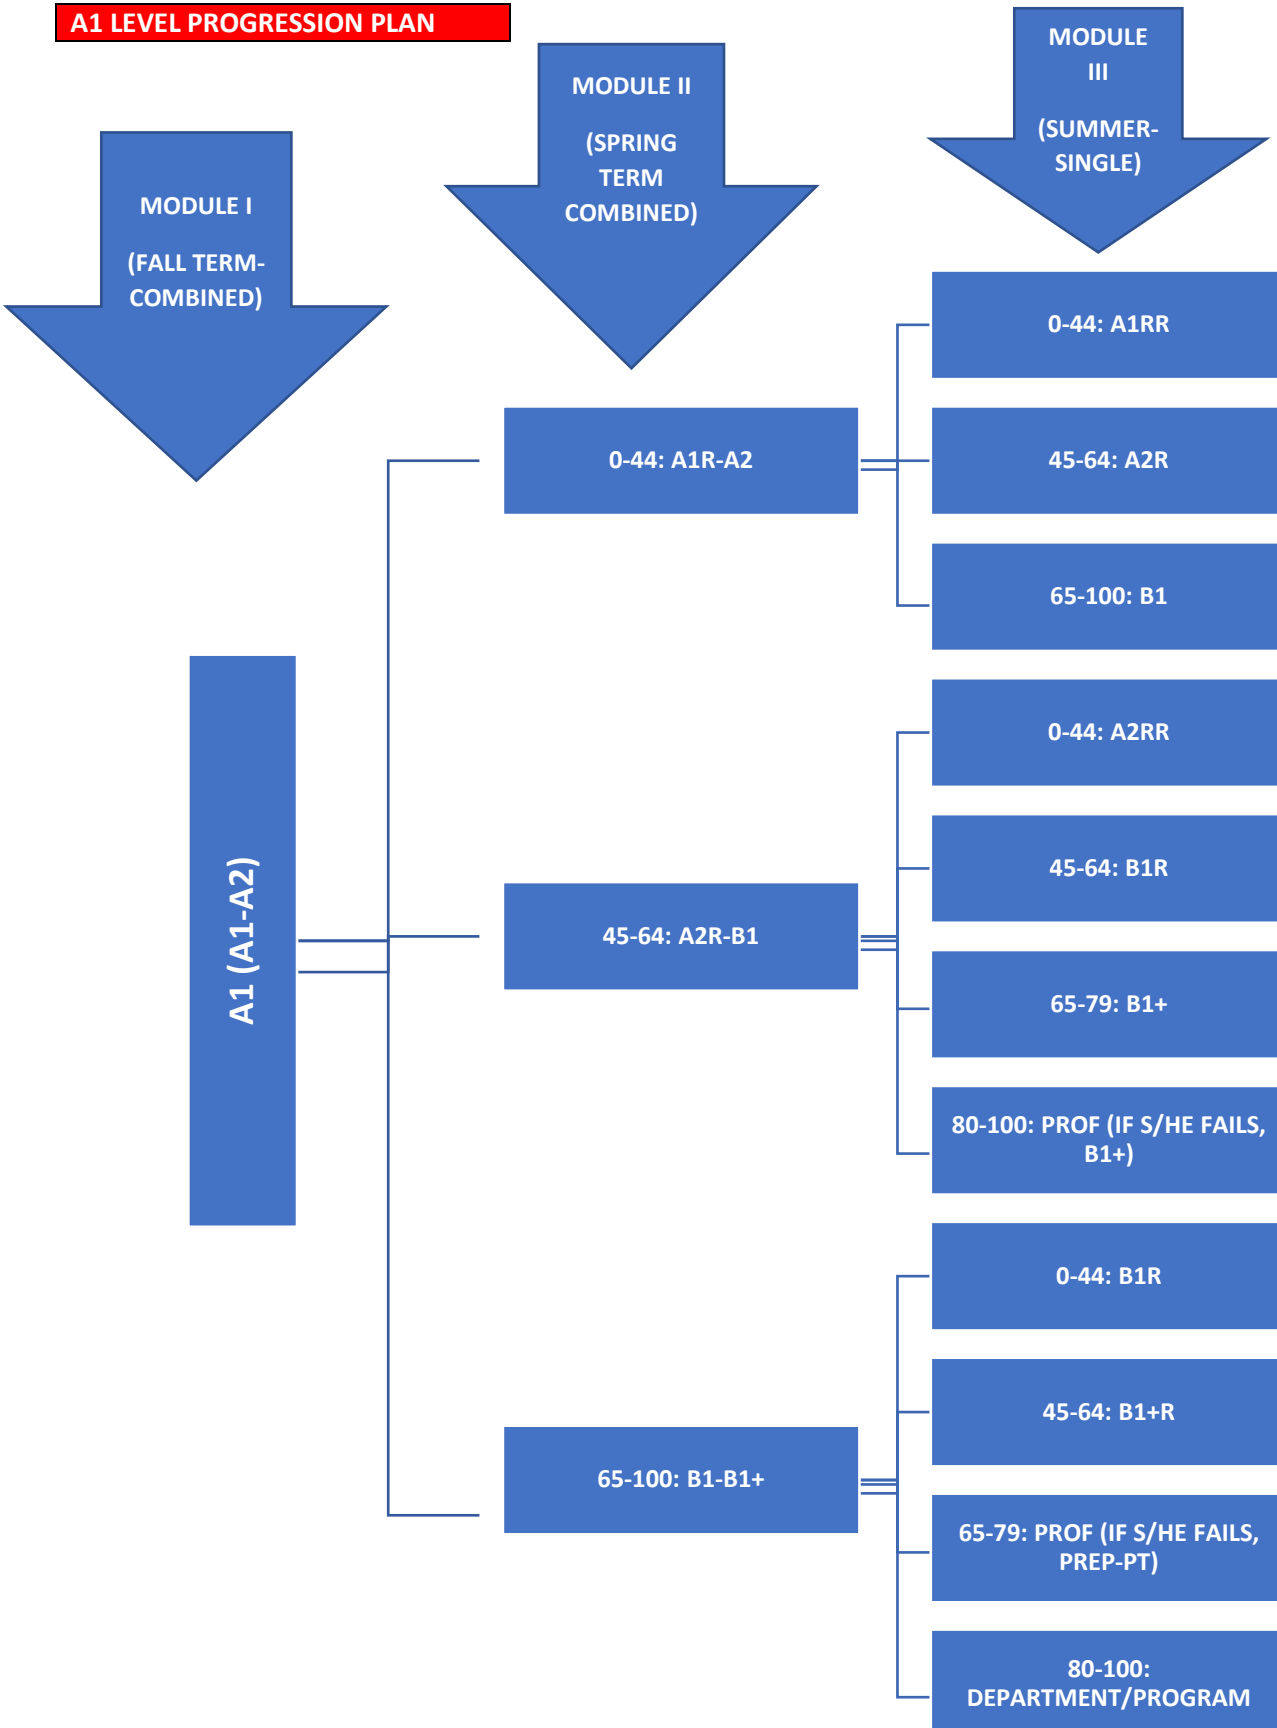 A1 LEVEL PROGRESSION PLAN
MODULE I
(FALL TERM-
COMBINED)
MODULE II
(SPRING
TERM
COMBINED)
MODULE
III
(SUMMER-
SINGLE)
A1 (A1-A2)
0-44: A1R-A2
0-44: A1RR
45-64: A2R
65-100: B1
45-64: A2R-B1
0-44: A2RR
45-64: B1R
65-79: B1+
80-100: PROF (IF S/HE FAILS,
B1+)
65-100: B1-B1+
0-44: B1R
45-64: B1+R
65-79: PROF (IF S/HE FAILS,
PREP-PT)
80-100:
DEPARTMENT/PROGRAM